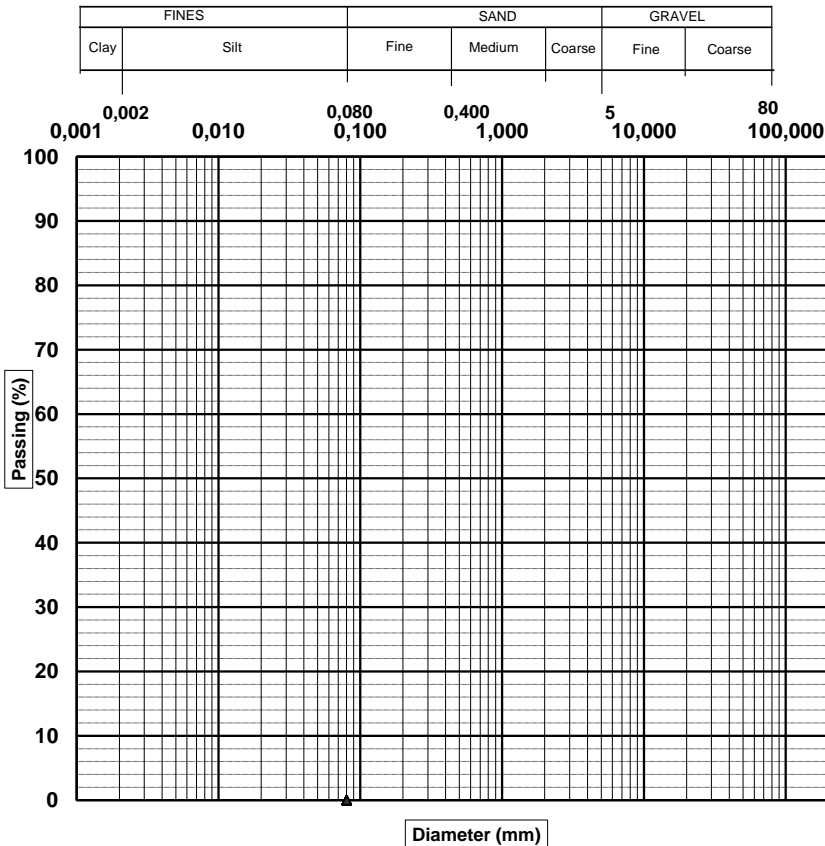 FINES SAND GRAVEL
Clay Silt Fine Medium Coarse Fine Coarse
0,002 0,080 0,400 5 80
0,001 0,010 0,100 1,000 10,000 100,000
100
90
80
70
60
50
40
30
20
10
0
Passing (%)
Diameter (mm)